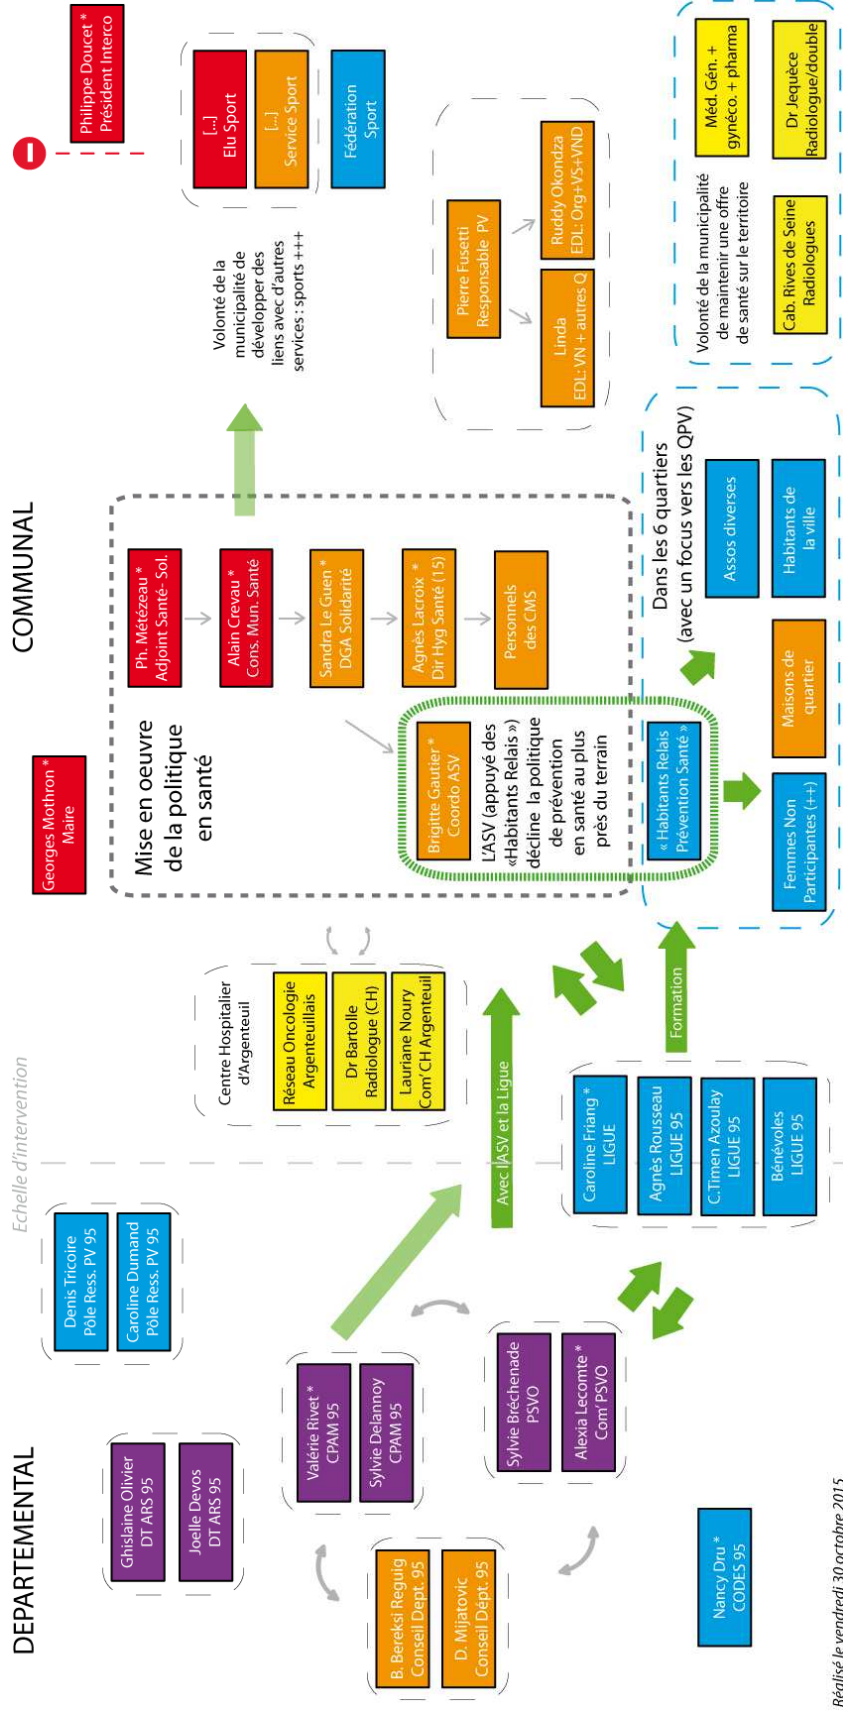 Echelle d'intervention
DEPARTEMENTAL
COMMUNAL
Ghislaine Olivier
DT ARS 95
Joelle Devos
DT ARS 95
Denis Tricoire
Pôle Ress. PV 95
Caroline Dumand
Pôle Ress. PV 95
Valérie Rivet *
CPAM 95
Sylvie Delannoy
CPAM 95
B. Bereksi Reguig
Conseil Dept. 95
D. Mijatovic
Conseil Dépt. 95
Sylvie Bréchenade
PSVO
Alexia Lecomte *
Com' PSVO
Nancy Dru *
CODES 95
Réalisé le vendredi 30 octobre 2015
Avec l'ASV et la Ligue
Caroline Friang *
LIGUE
Agnès Rousseau
LIGUE 95
C.Timen Azoulay
LIGUE 95
Bénévoles
LIGUE 95
Formation
Centre Hospitalier
d'Argenteuil
Réseau Oncologie
Argenteuillais
Dr Bartolle
Radiologue (CH)
Lauriane Noury
Com' CH Argenteuil
Georges Mothron *
Maire
Mise en oeuvre
de la politique
en santé
Ph. Métézeau *
Adjoint Santé- Sol.
Alain Crevau *
Cons. Mun. Santé
Sandra Le Guen *
DGA Solidarité
Agnès Lacroix *
Dir Hyg Santé (15)
Personnels
des CMS
Brigitte Gautier *
Coordo ASV
L'ASV (appuyé des
«Habitants Relais »)
décline la politique
de prévention
en santé au plus
près du terrain
« Habitants Relais
Prévention Santé »
Dans les 6 quartiers
(avec un focus vers les QPV)
Assos diverses
Habitants de
la ville
Maisons de
quartier
Femmes Non
Participantes (++)
Philippe Doucet *
Président Interco
[...]
Elu Sport
[...]
Service Sport
Fédération
Sport
Volonté de la
municipalité de
développer des
liens avec d'autres
services : sports +++
Pierre Fusetti
Responsable PV
Linda
EDL: VN + autres Q
Ruddy Okondza
EDL: Org+VS+VND
Volonté de la municipalité
de maintenir une offre
de santé sur le territoire
Méd. Gén. +
gynéco. + pharma
Dr Jequèce
Radiologue/double
Cab. Rives de Seine
Radiologues